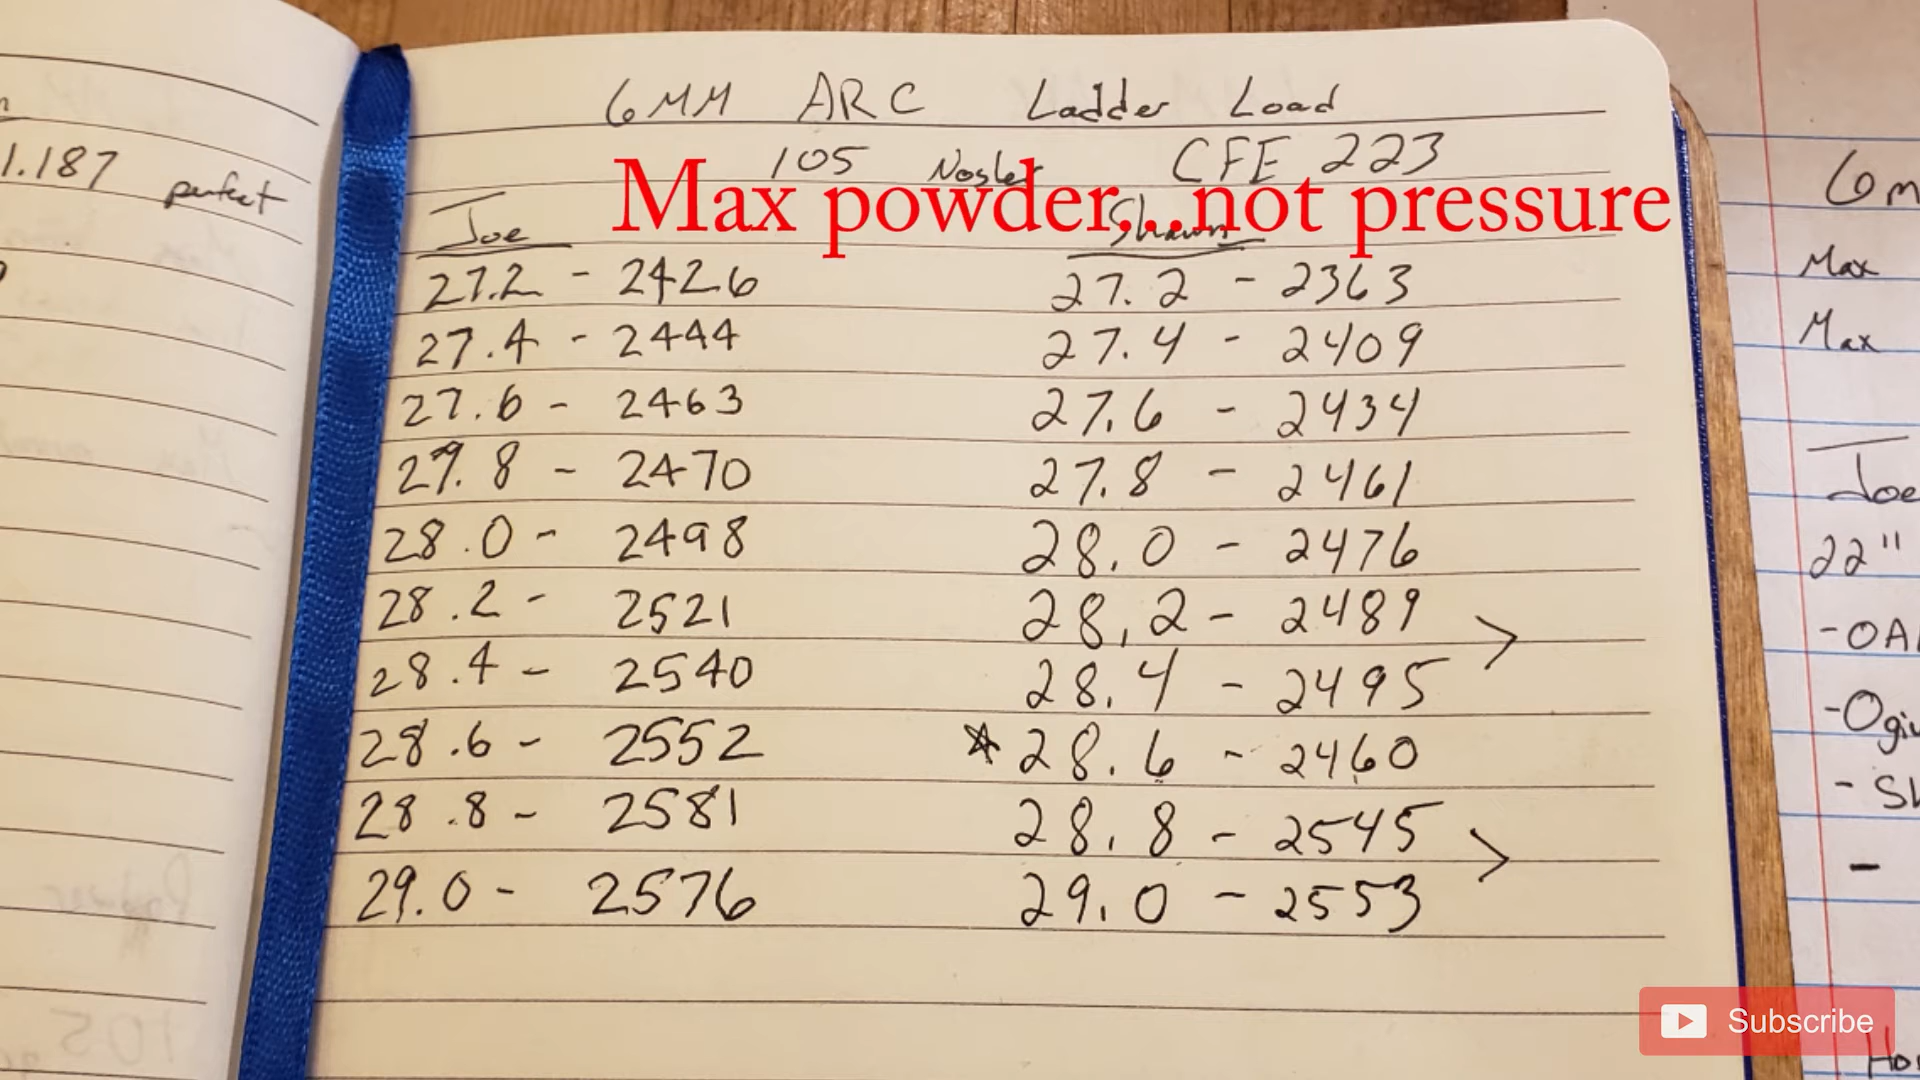 1.187 perfect
6MM ARC Ladder Load
105 Nosler CFE 223
Max powder...not pressure
Joe Shawn
27.2 - 2426 27.2 - 2363
27.4 - 2444 27.4 - 2409
27.6 - 2463 27.6 - 2434
27.8 - 2470 27.8 - 2461
28.0 - 2498 28.0 - 2476
28.2 - 2521 28.2 - 2489 >
28.4 - 2540 28.4 - 2495
28.6 - 2552 ☆ 28.6 - 2460
28.8 - 2581 28.8 - 2545 >
29.0 - 2576 29.0 - 2553
6m
Max
Max
Joe
22"
-OA
-Ogiv
- Sh
-
Subscribe